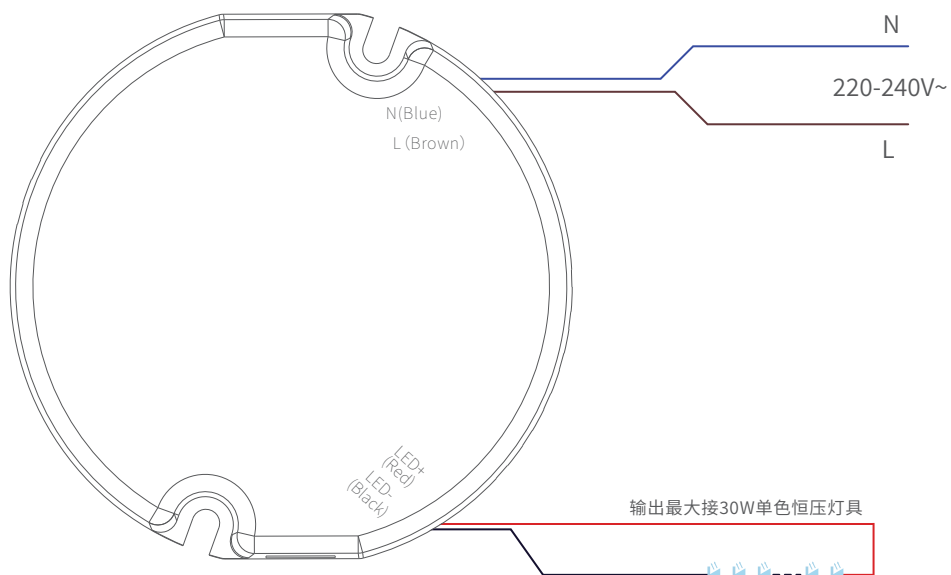 N
220-240V~
L
N(Blue)
L (Brown)
LED+
(Red)
LED-
(Black)
输出最大接30W单色恒压灯具